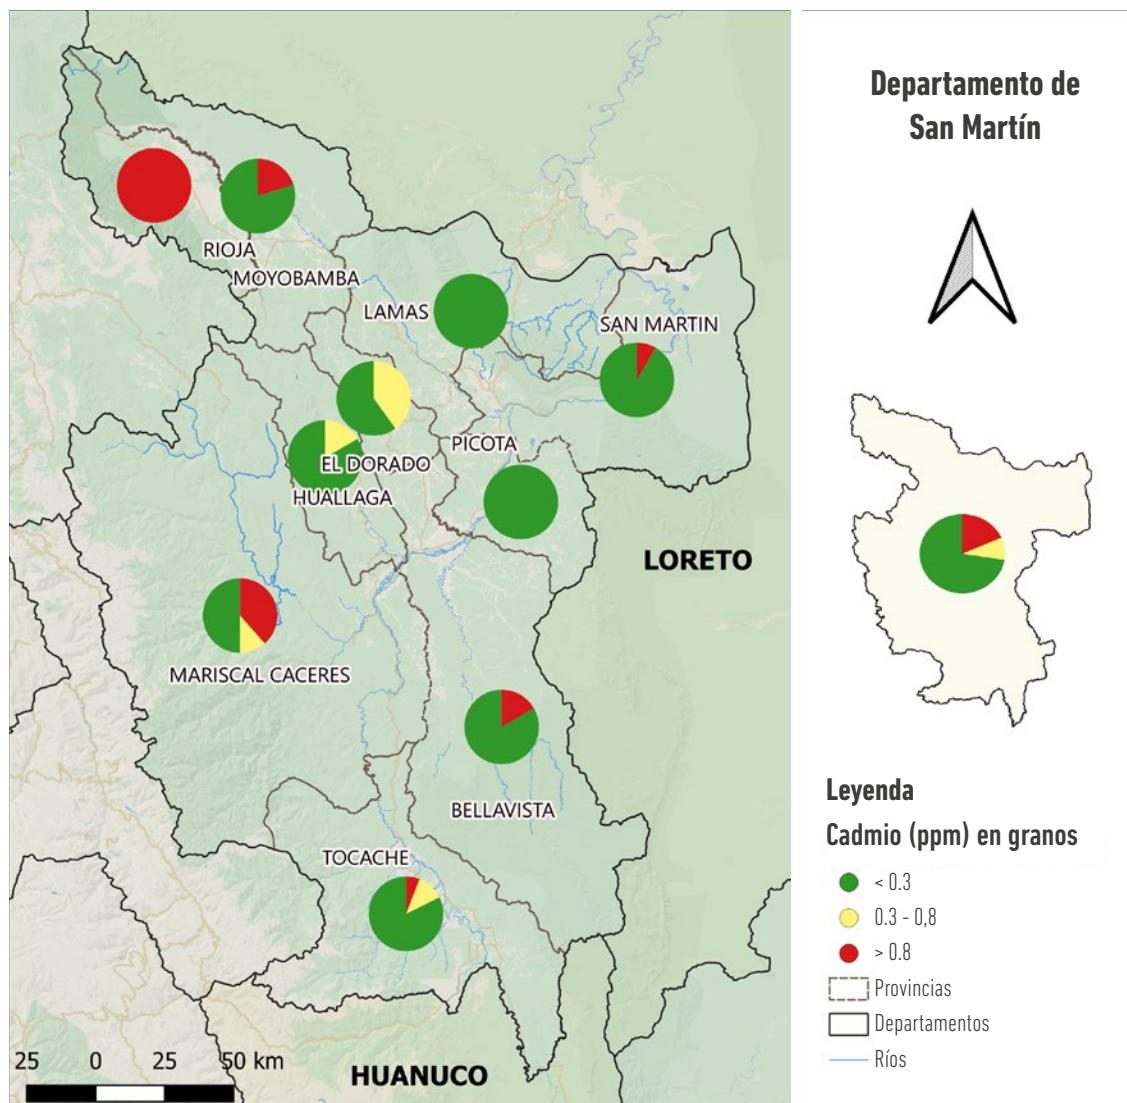 RIOJA
MOYOBAMBA
LAMAS
SAN MARTIN
PICOTA
EL DORADO
HUALLAGA
LORETO
MARISCAL CACERES
BELLAVISTA
TOCACHE
25 0 25 50 km
HUANUCO
Departamento de
San Martín
Leyenda
Cadmio (ppm) en granos
< 0.3
0.3 - 0,8
> 0.8
Provincias
Departamentos
Ríos